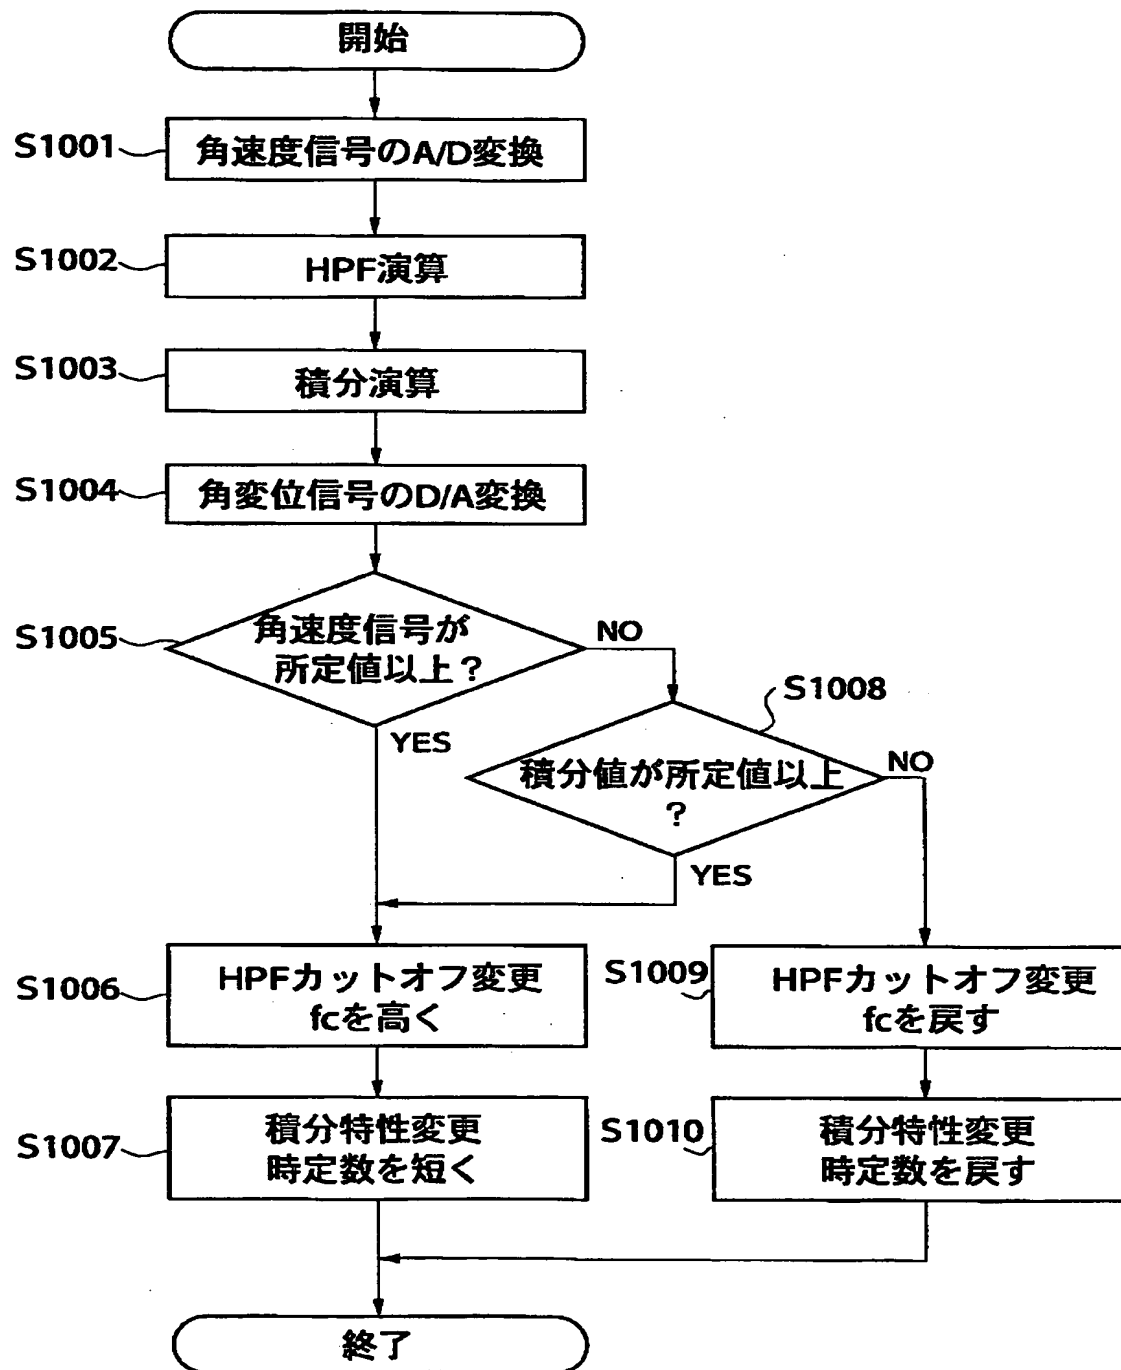 開始
S1001
角速度信号のA/D変換
S1002
HPF演算
S1003
積分演算
S1004
角変位信号のD/A変換
S1005
角速度信号が
所定値以上？
NO
YES
S1008
積分値が所定値以上
？
NO
YES
S1006
HPFカットオフ変更
fcを高く
S1009
HPFカットオフ変更
fcを戻す
S1007
積分特性変更
時定数を短く
S1010
積分特性変更
時定数を戻す
終了